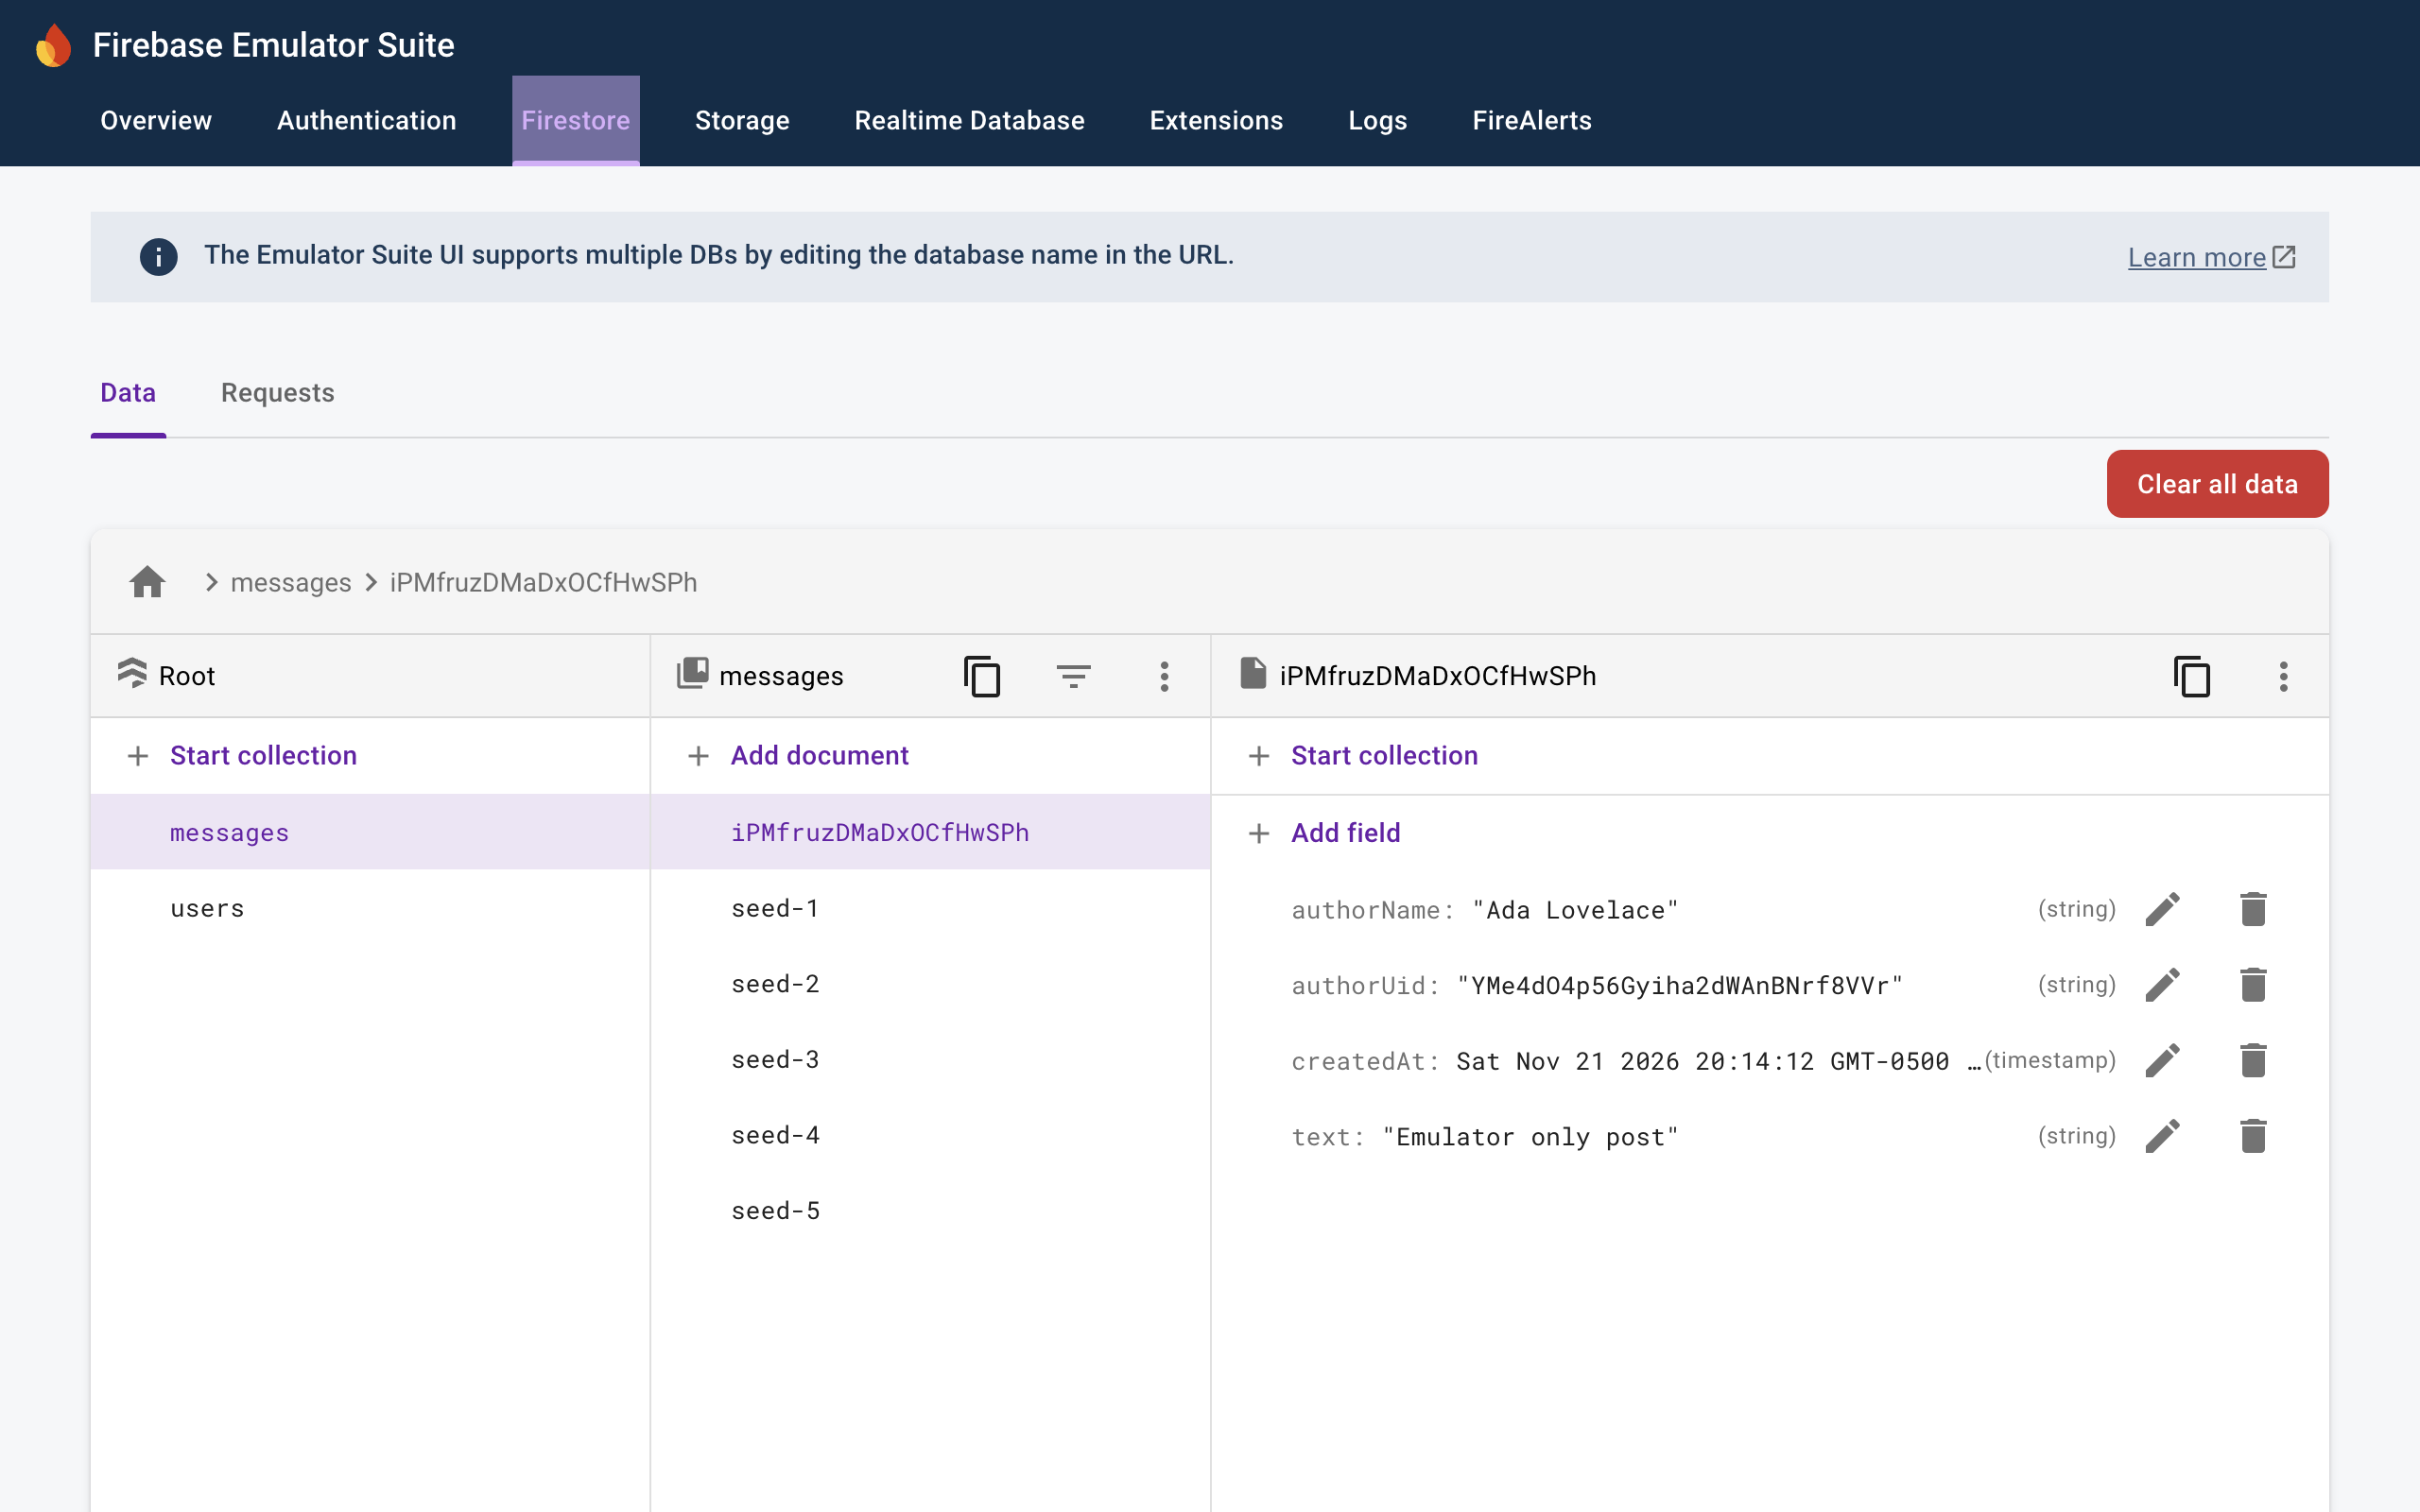 Firebase Emulator Suite
Overview Authentication Firestore Storage Realtime Database Extensions Logs FireAlerts
The Emulator Suite UI supports multiple DBs by editing the database name in the URL. Learn more
Data Requests
Clear all data
messages iPMfruzDMaDxOCfHwSPh
Root
messages
iPMfruzDMaDxOCfHwSPh
Start collection
Add document
Start collection
messages
iPMfruzDMaDxOCfHwSPh
Add field
users
seed-1
authorName: "Ada Lovelace" (string)
seed-2
authorUid: "YMe4dO4p56Gyiha2dWAnBNrf8VVr" (string)
seed-3
createdAt: Sat Nov 21 2026 20:14:12 GMT-0500 …(timestamp)
seed-4
text: "Emulator only post" (string)
seed-5